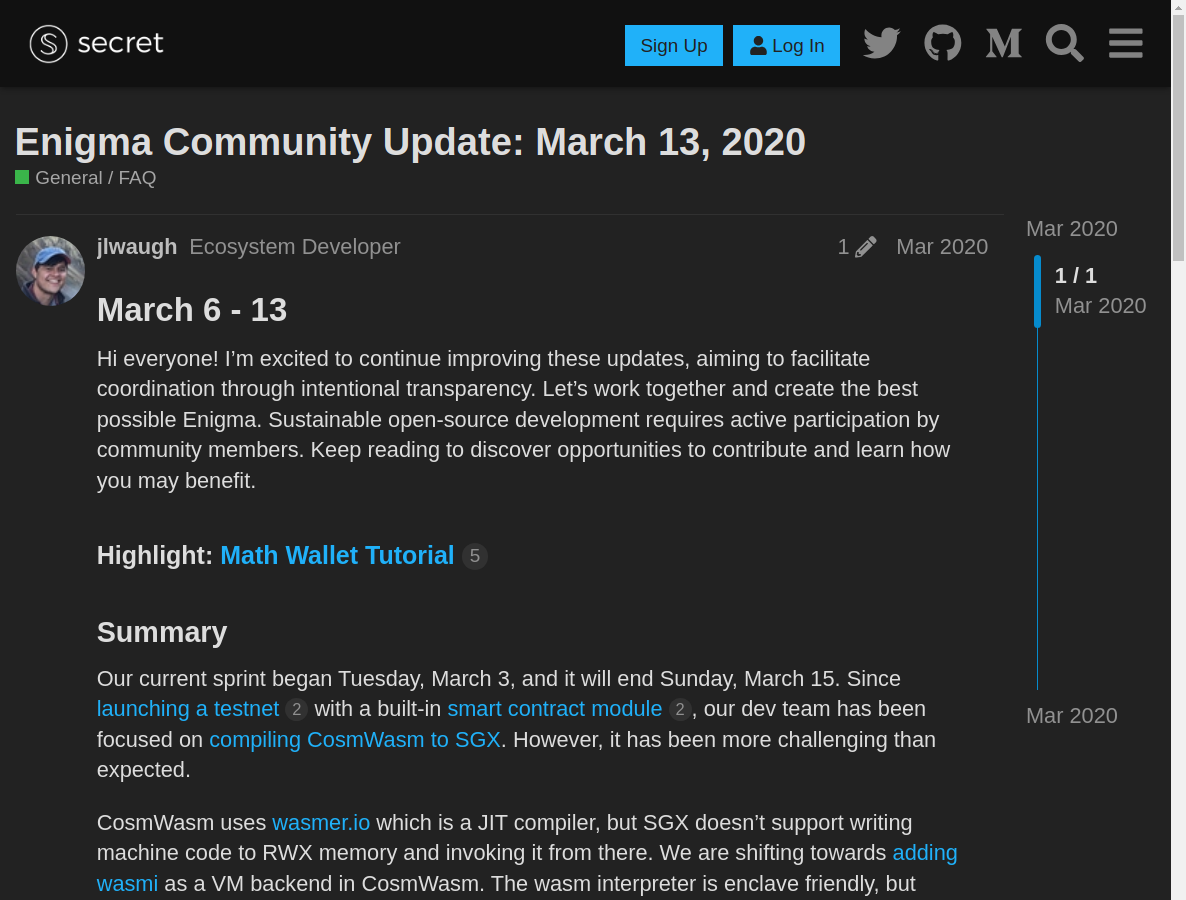 secret
Sign Up
Log In
Enigma Community Update: March 13, 2020
General / FAQ
jlwaugh Ecosystem Developer
1
Mar 2020
Mar 2020
1 / 1
Mar 2020
Mar 2020
March 6 - 13
Hi everyone! I’m excited to continue improving these updates, aiming to facilitate
coordination through intentional transparency. Let’s work together and create the best
possible Enigma. Sustainable open-source development requires active participation by
community members. Keep reading to discover opportunities to contribute and learn how
you may benefit.
Highlight: Math Wallet Tutorial 5
Summary
Our current sprint began Tuesday, March 3, and it will end Sunday, March 15. Since
launching a testnet 2 with a built-in smart contract module 2 , our dev team has been
focused on compiling CosmWasm to SGX. However, it has been more challenging than
expected.
CosmWasm uses wasmer.io which is a JIT compiler, but SGX doesn’t support writing
machine code to RWX memory and invoking it from there. We are shifting towards adding
wasmi as a VM backend in CosmWasm. The wasm interpreter is enclave friendly, but